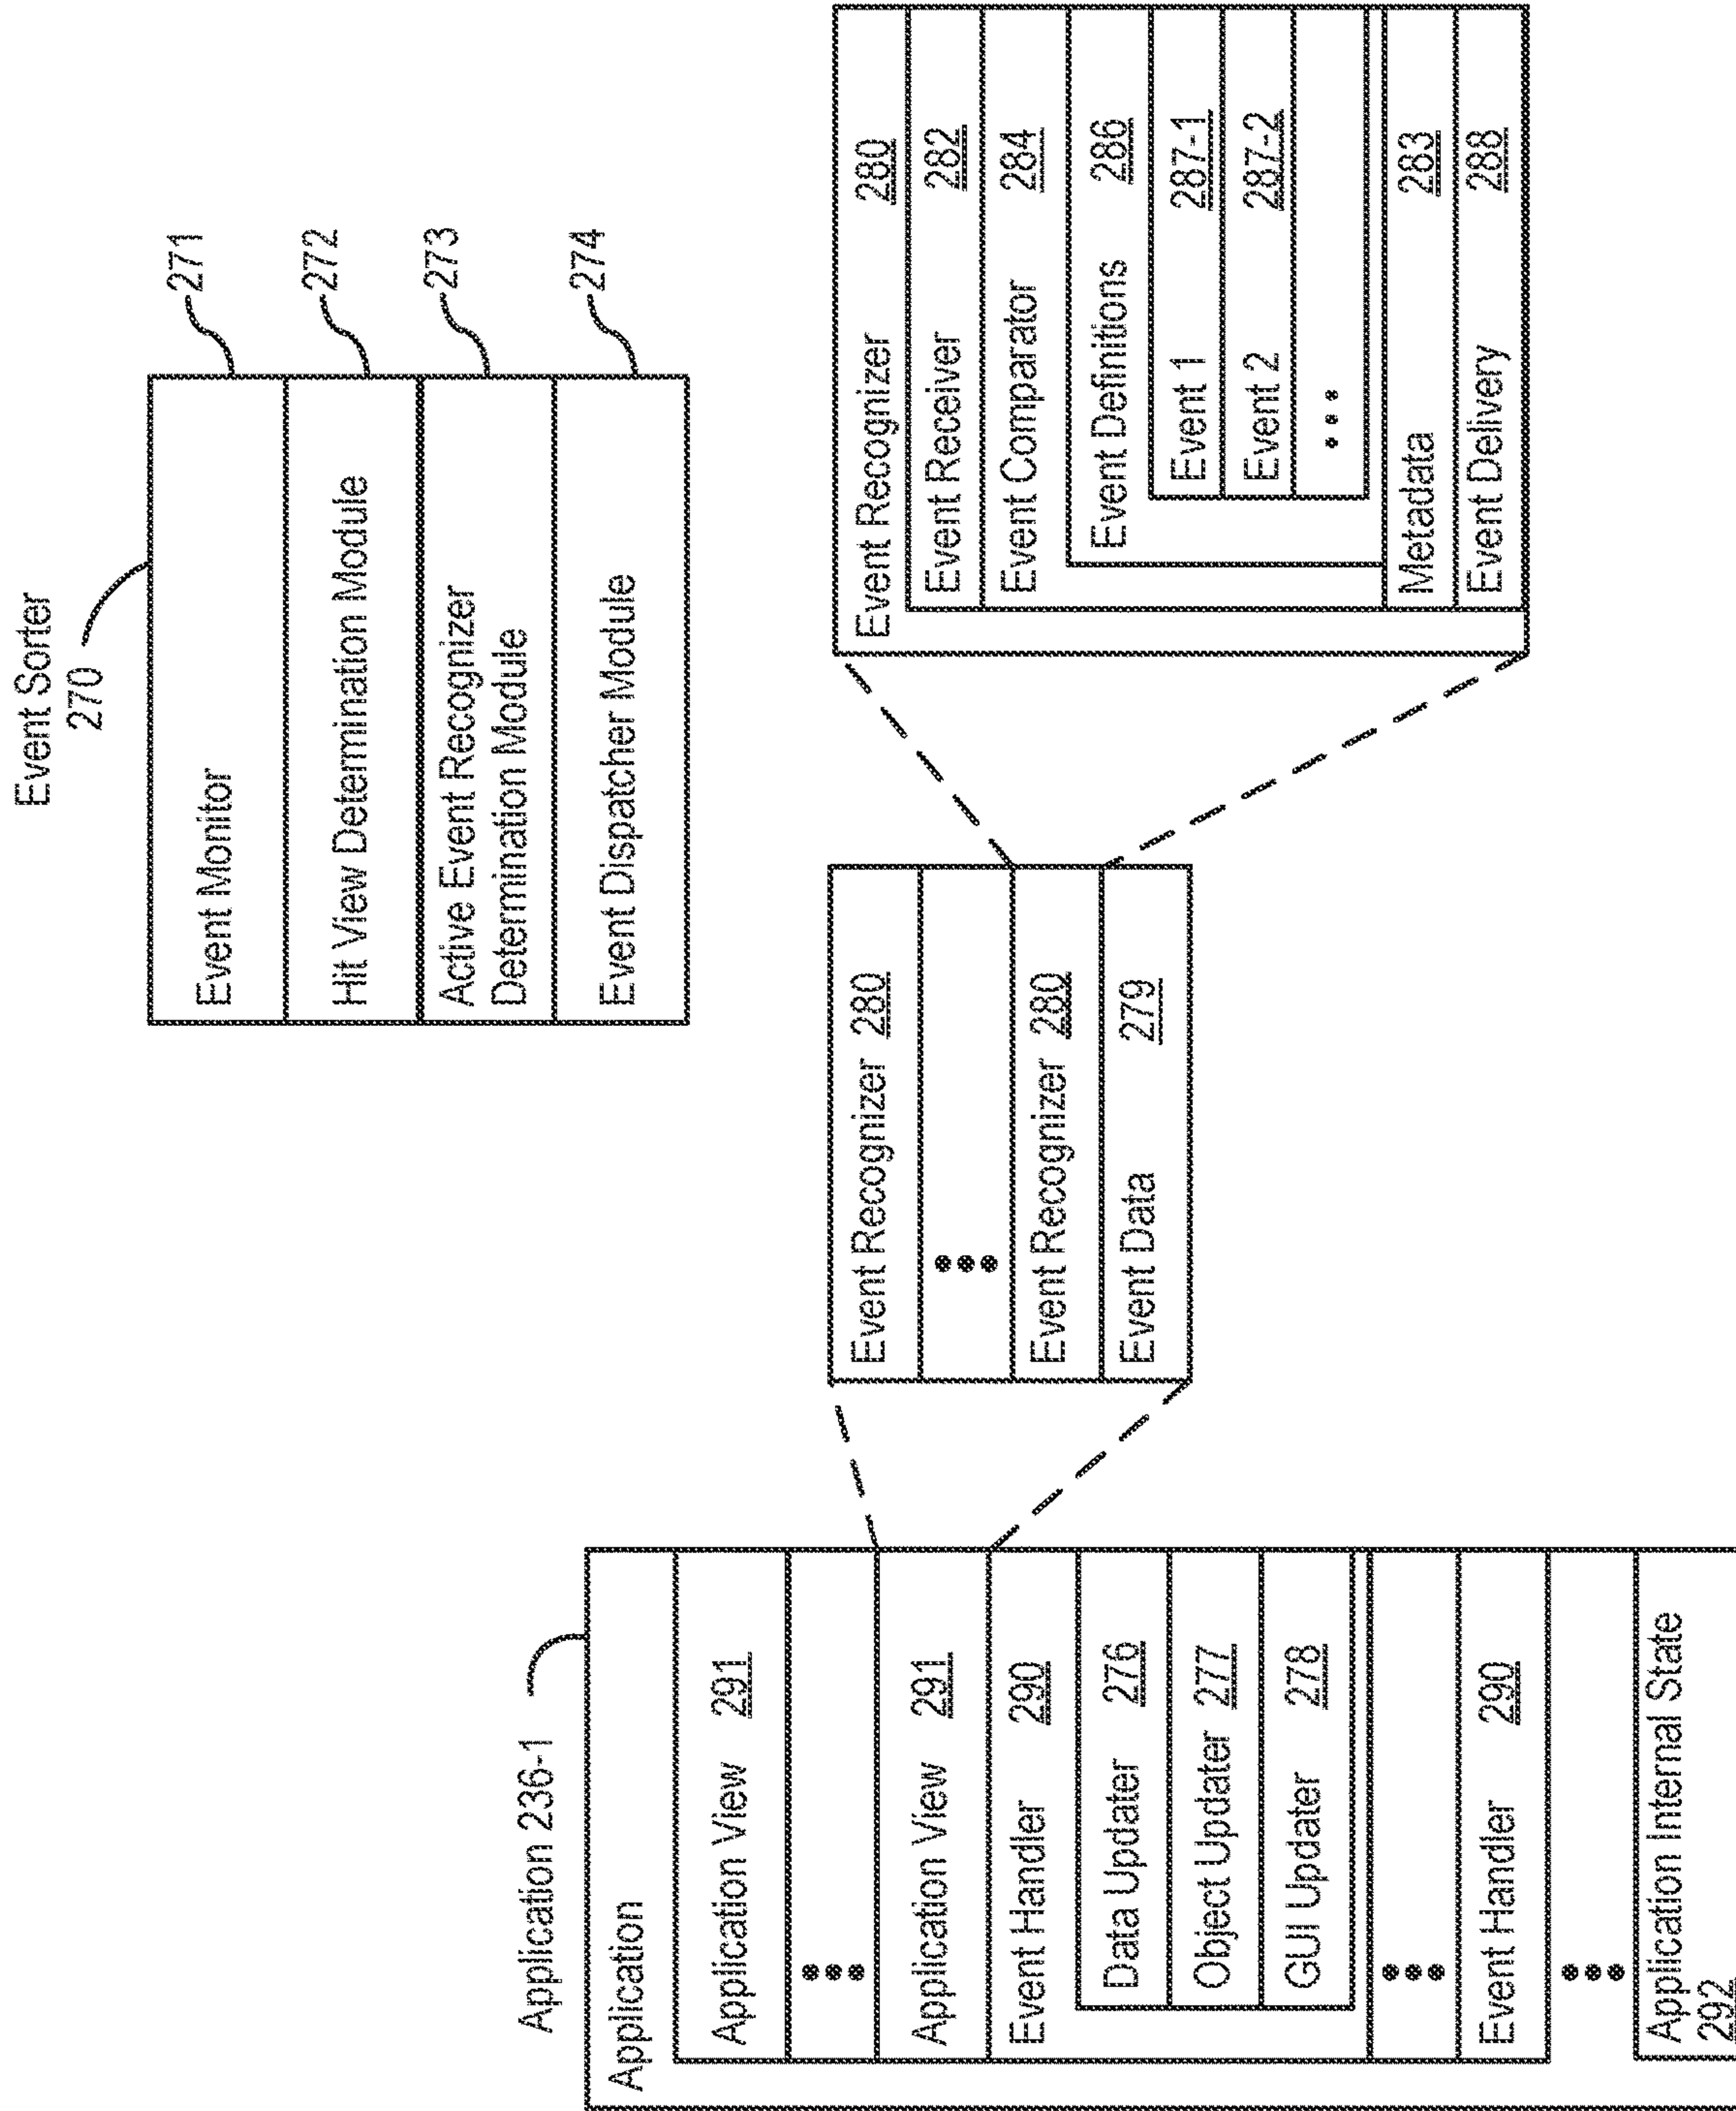 Event Sorter
270
Event Monitor
271
Hit View Determination Module
272
Active Event Recognizer
Determination Module
273
Event Dispatcher Module
274
Application 236-1
Application
Application View 291
•••
Application View 291
Event Handler 290
Data Updater 276
Object Updater 277
GUI Updater 278
•••
Event Handler 290
•••
Application Internal State
292
Event Recognizer 280
•••
Event Recognizer 280
Event Data 279
Event Recognizer 280
Event Receiver 282
Event Comparator 284
Event Definitions 286
Event 1 287-1
Event 2 287-2
•••
Metadata 283
Event Delivery 288